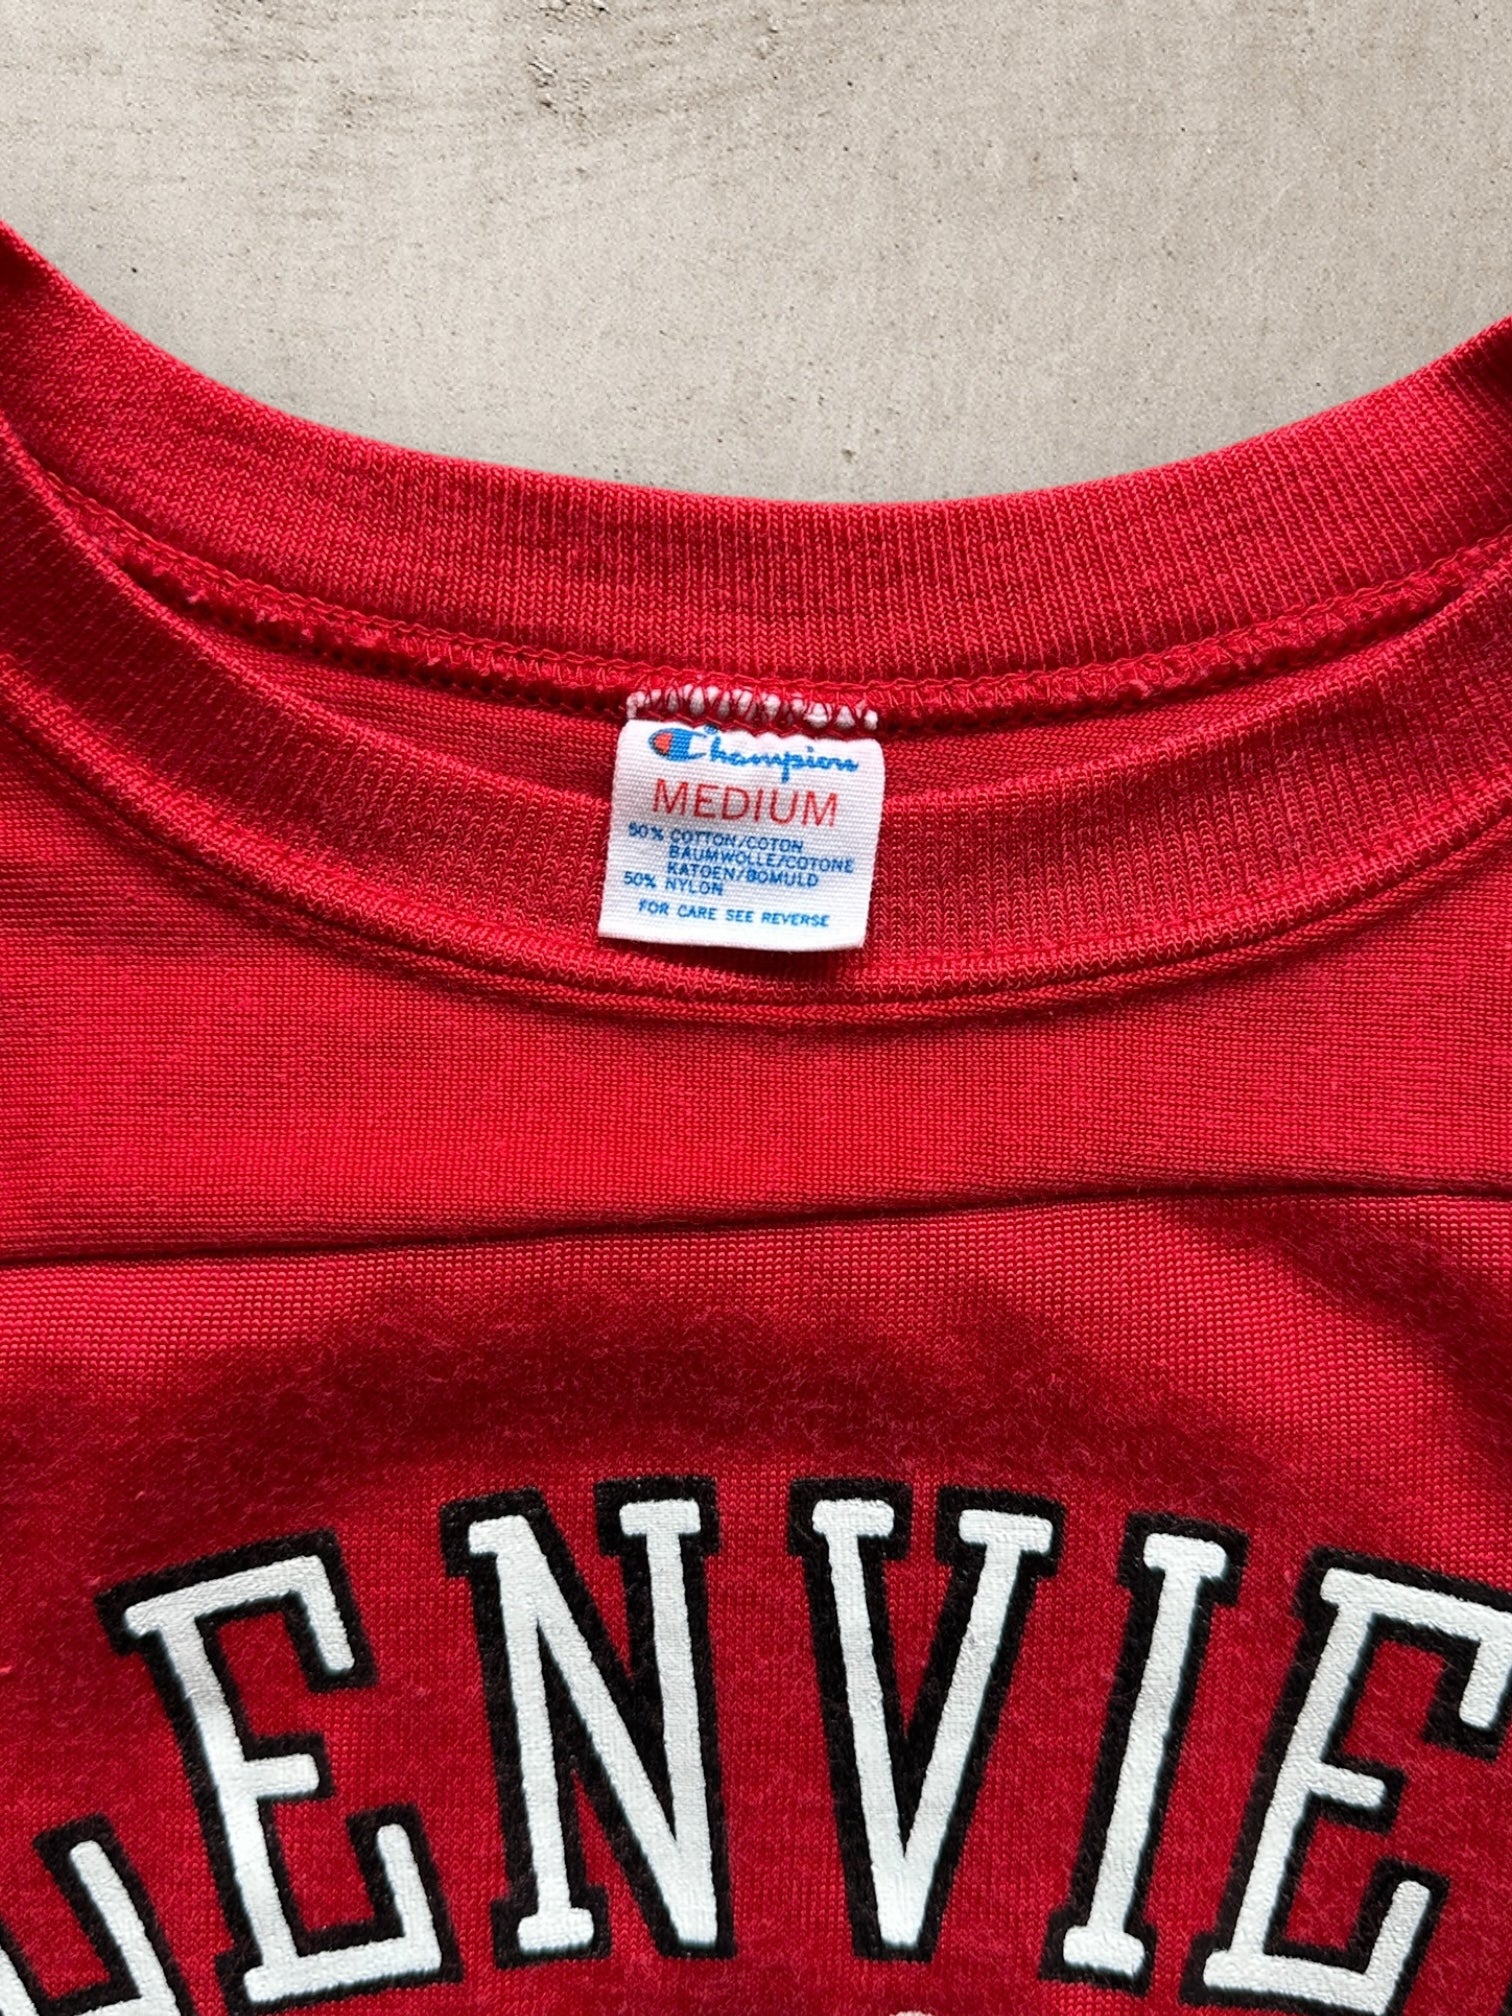 Champion
MEDIUM
50% COTTON/COTON
BAUMWOLLE/COTONE
KATOEN/BOMULD
50% NYLON
FOR CARE SEE REVERSE
LENVIE